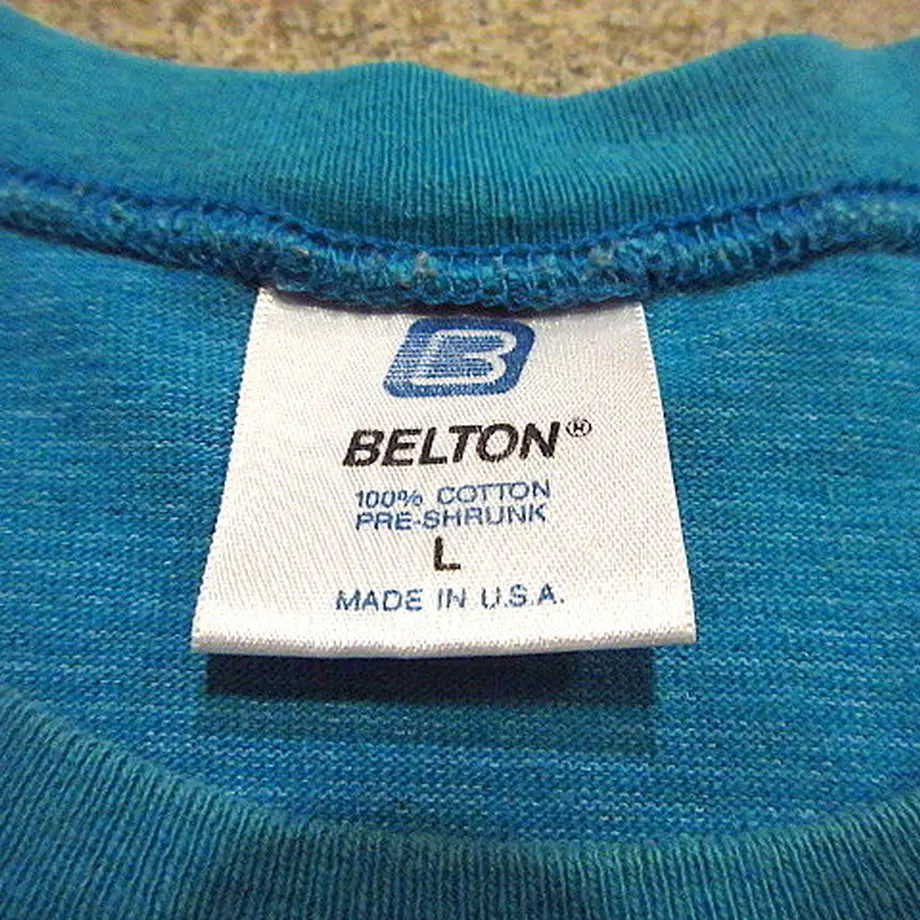 B
BELTON®
100% COTTON
PRE-SHRUNK
L
MADE IN U.S.A.